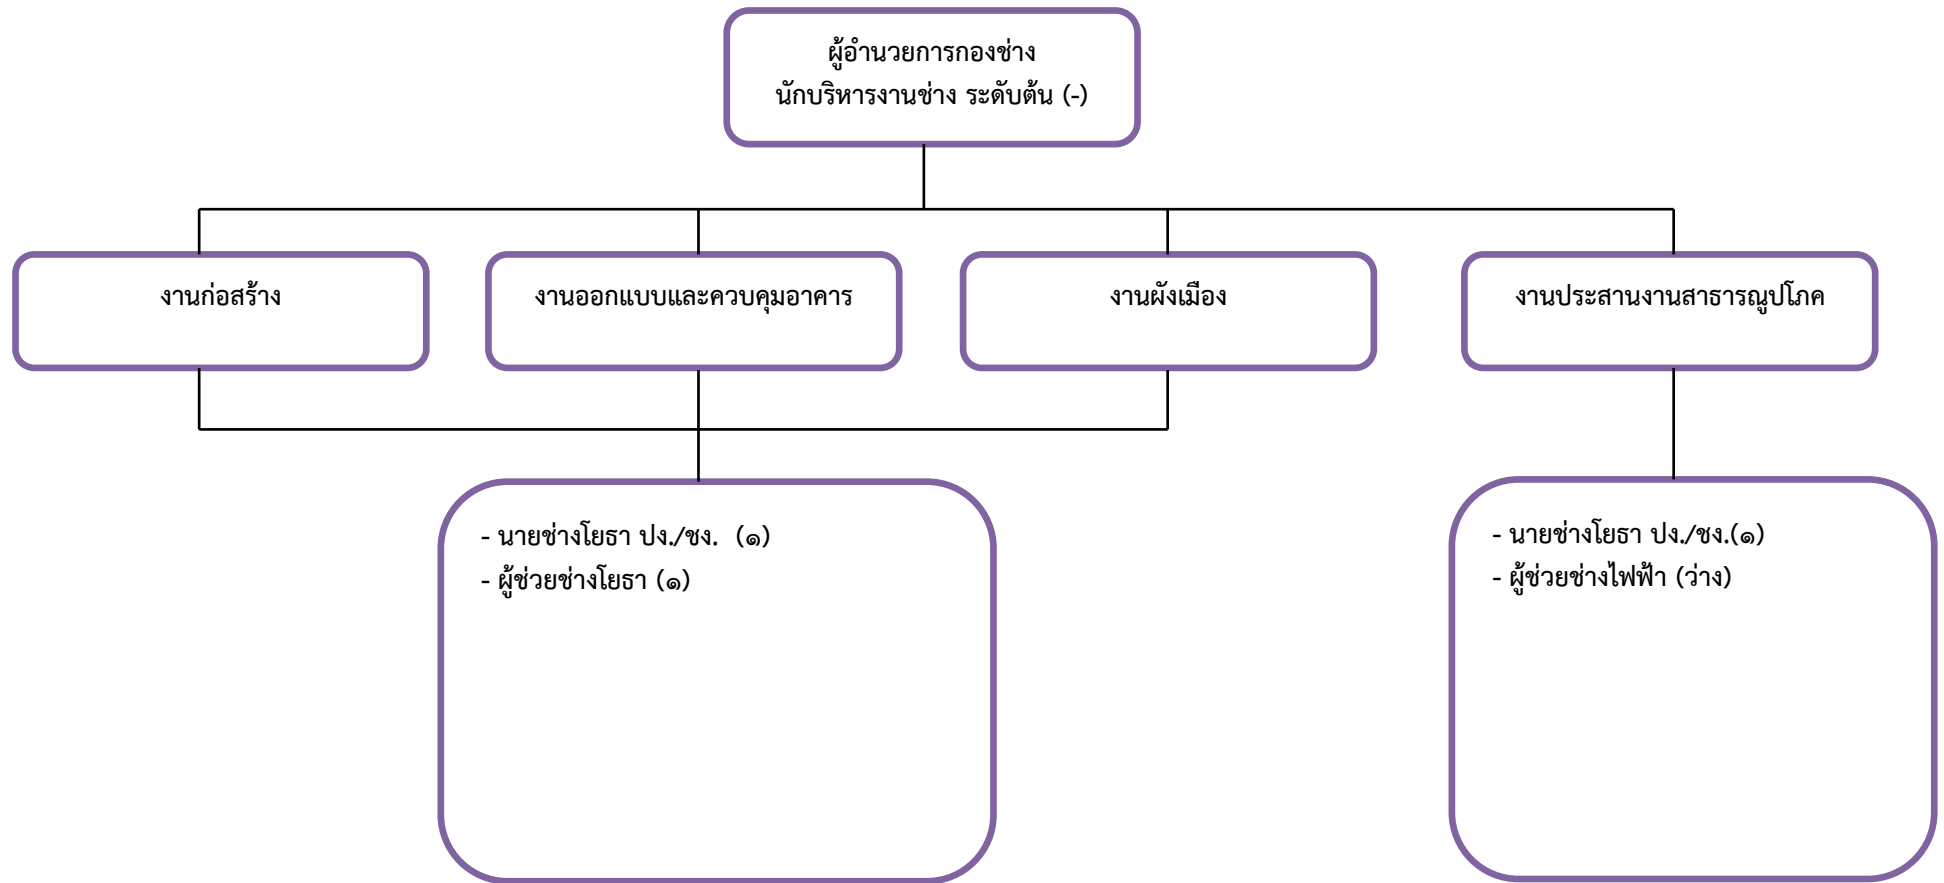 ผู้อำนวยการกองช่าง
นักบริหารงานช่าง ระดับต้น (-)
งานก่อสร้าง
งานออกแบบและควบคุมอาคาร
งานผังเมือง
งานประสานงานสาธารณูปโภค
- นายช่างโยธา ปง./ชง. (๑)
- ผู้ช่วยช่างโยธา (๑)
- นายช่างโยธา ปง./ชง.(๑)
- ผู้ช่วยช่างไฟฟ้า (ว่าง)